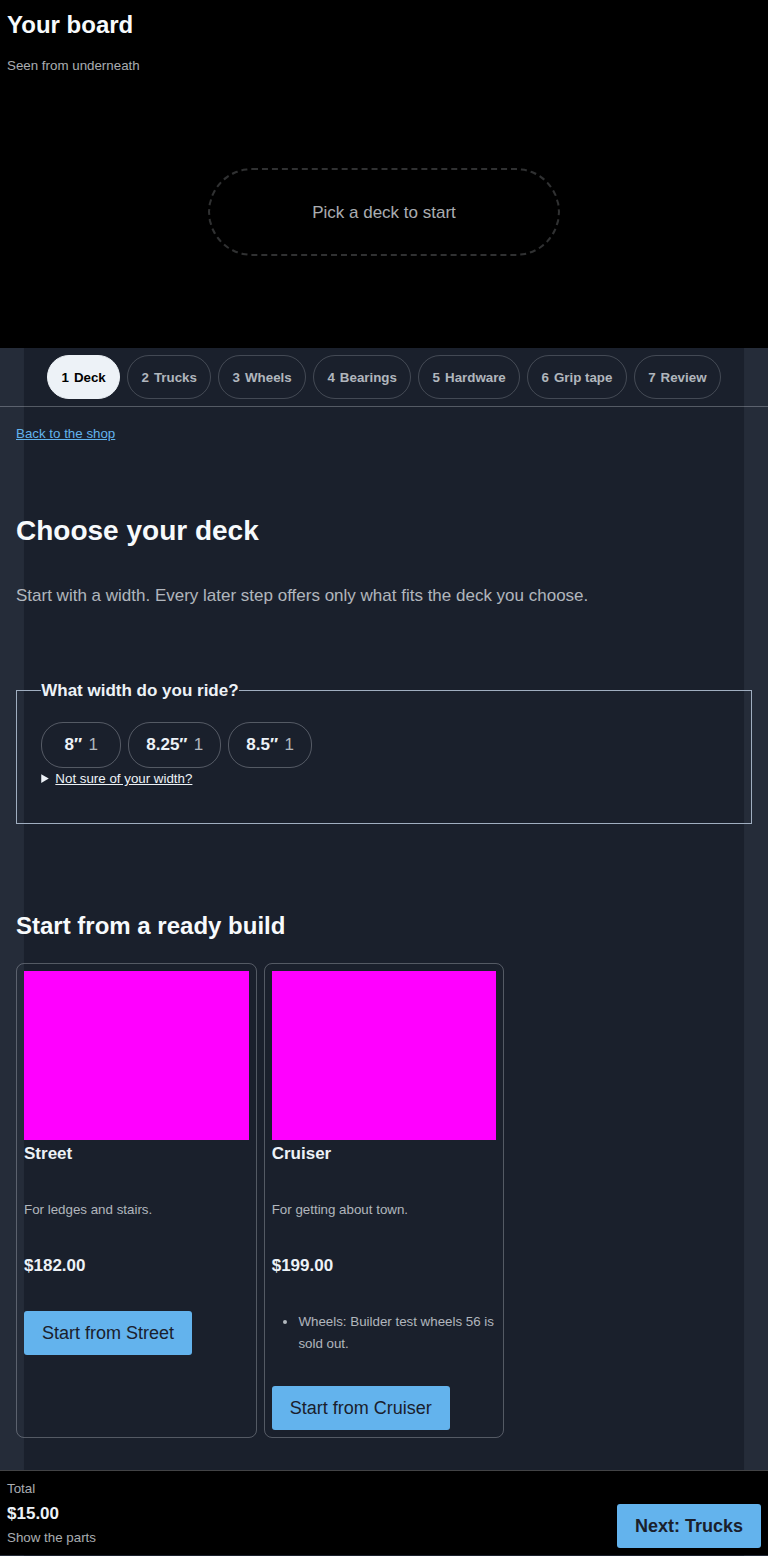 Your board
Seen from underneath
Pick a deck to start
1 Deck
2 Trucks
3 Wheels
4 Bearings
5 Hardware
6 Grip tape
7 Review
Back to the shop
Choose your deck
Start with a width. Every later step offers only what fits the deck you choose.
What width do you ride?
8″ 1
8.25″ 1
8.5″ 1
Not sure of your width?
Start from a ready build
Street
For ledges and stairs.
$182.00
Start from Street
Cruiser
For getting about town.
$199.00
Wheels: Builder test wheels 56 is
sold out.
Start from Cruiser
Total
$15.00
Show the parts
Next: Trucks